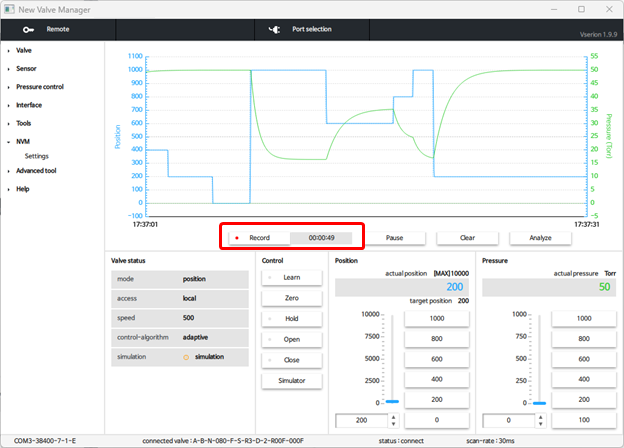 New Valve Manager
Remote
Port selection
Vserion 1.9.9
Valve
Sensor
Pressure control
Interface
Tools
NVM
Settings
Advanced tool
Help
Position
1100
1000
900
800
700
600
500
400
300
200
100
0
-100
55
50
45
40
35
30
25
20
15
10
5
0
-5
Pressure (Torr)
17:37:01
17:37:31
Record 00:00:49 Pause Clear Analyze
Valve status
mode position
access local
speed 500
control-algorithm adaptive
simulation simulation
Control
Learn
Zero
Hold
Open
Close
Simulator
Position
actual position [MAX]10000
200
target position 200
10000
7500
5000
2500
0
1000
800
600
400
200
0
200
Pressure
actual pressure Torr
50
1000
750
500
250
0
1000
800
600
400
200
100
0
COM3-38400-7-1-E connected valve : A-B-N-080-F-S-R3-D-2-R00F-000F status : connect scan-rate : 30ms